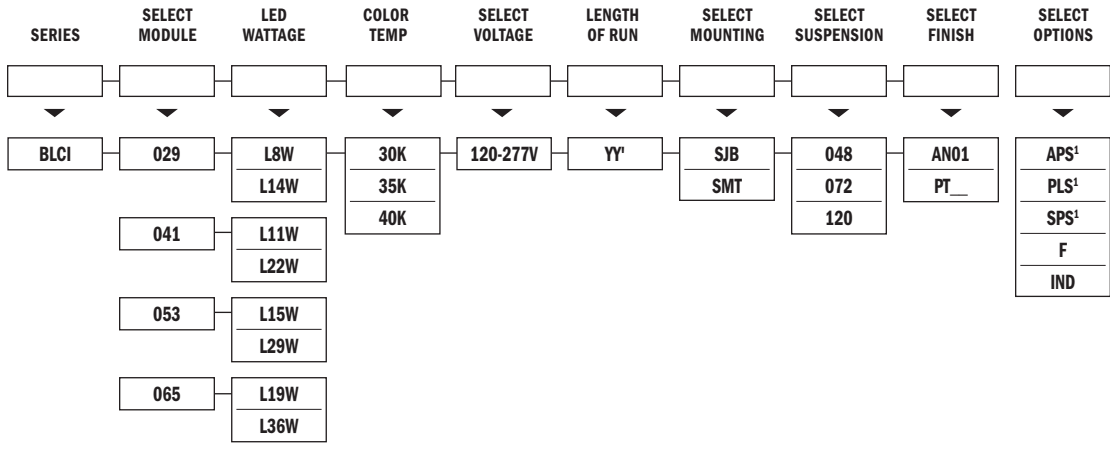 SERIES
SELECT MODULE
LED WATTAGE
COLOR TEMP
SELECT VOLTAGE
LENGTH OF RUN
SELECT MOUNTING
SELECT SUSPENSION
SELECT FINISH
SELECT OPTIONS
BLCI 029 L8W 30K 120-277V YY' SJB 048 AN01 APS¹
L14W 35K SMT 072 PT__ PLS¹
40K 120 SPS¹
041 L11W F
L22W IND
053 L15W
L29W
065 L19W
L36W